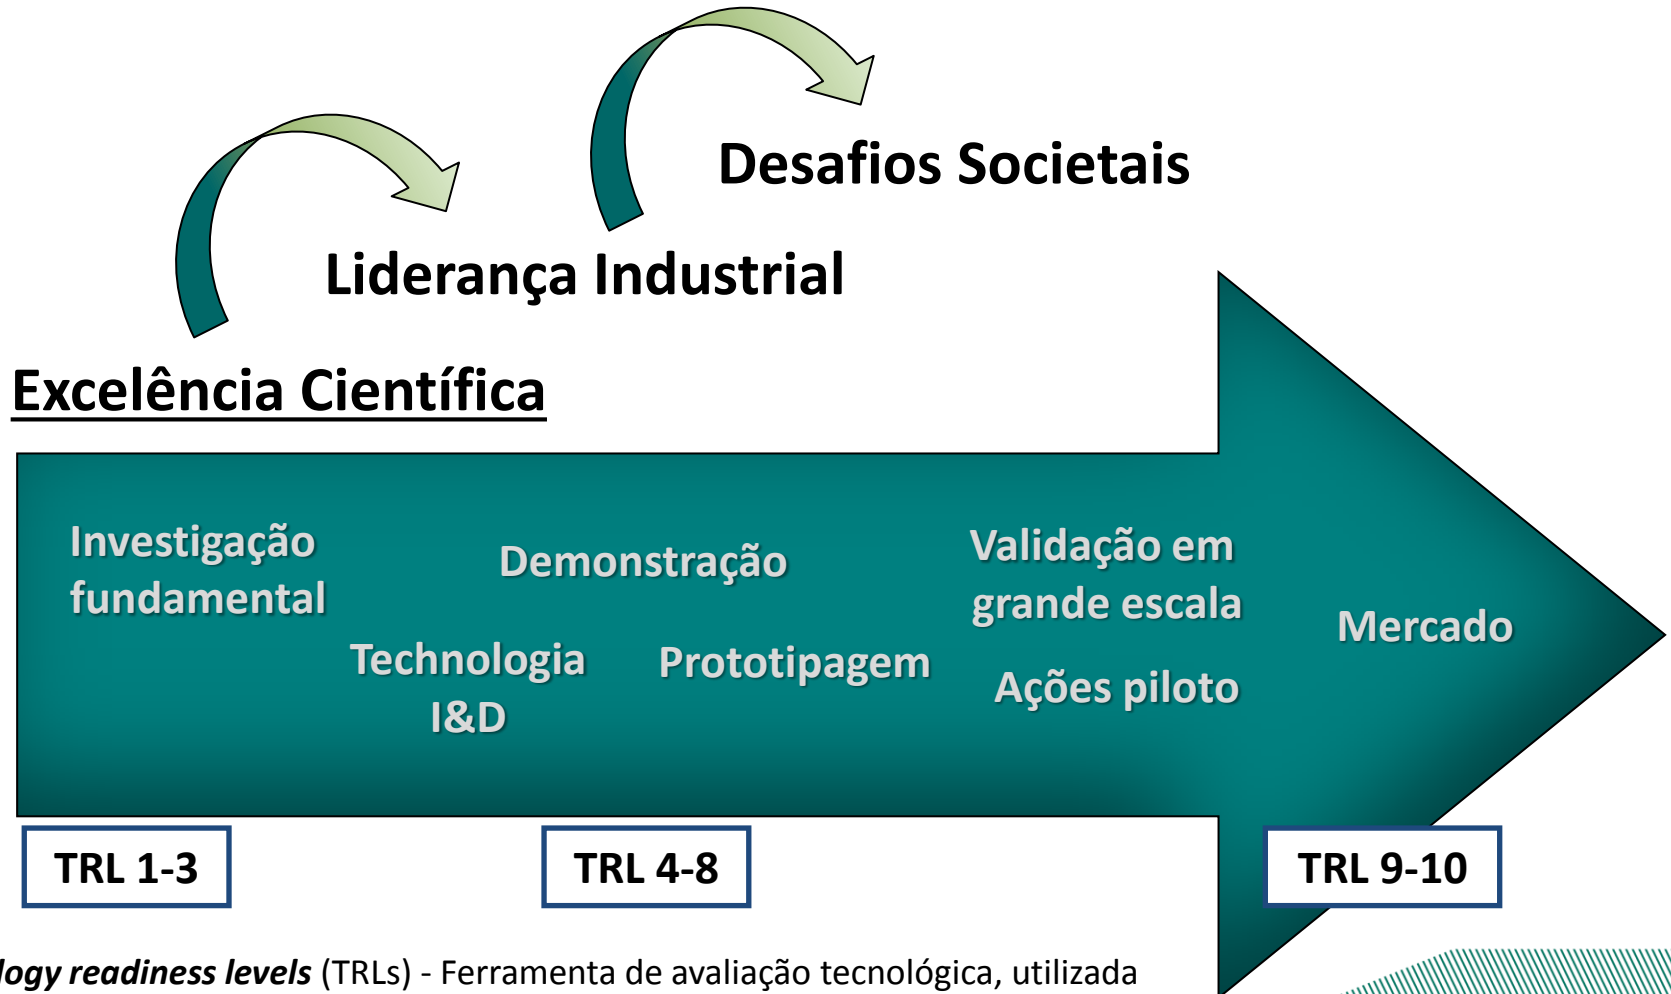 Desafios Societais
Liderança Industrial
Excelência Científica
Investigação
fundamental
Demonstração
Technologia
I&D
Prototipagem
Validação em
grande escala
Ações piloto
Mercado
TRL 1-3
TRL 4-8
TRL 9-10
logy readiness levels (TRLs) - Ferramenta de avaliação tecnológica, utilizada